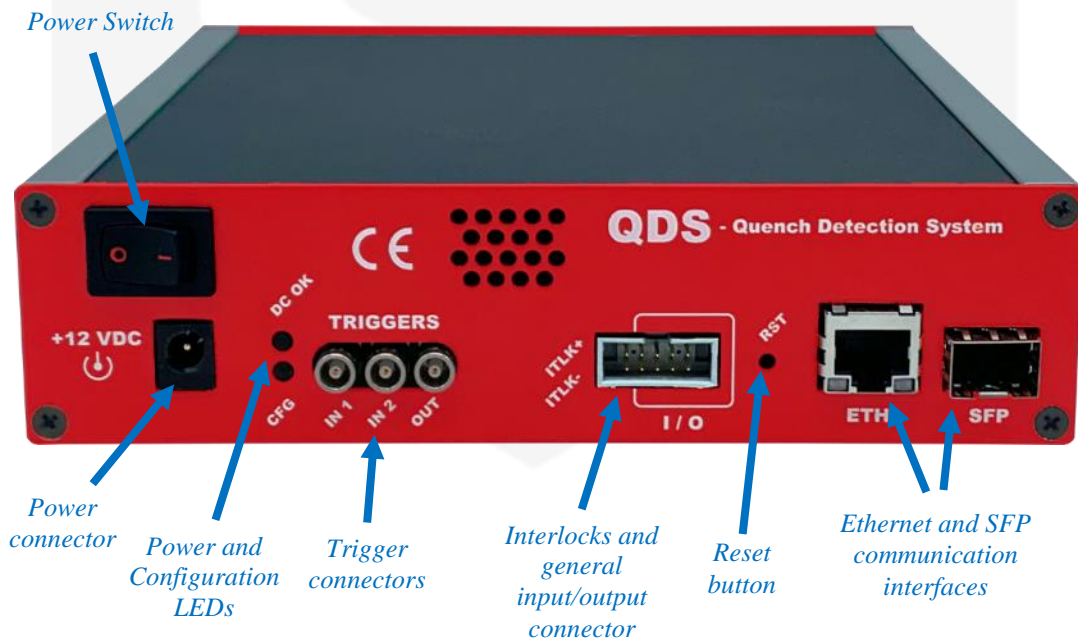 Power Switch
QDS - Quench Detection System
CE
O I
DC OK
+12 VDC
TRIGGERS
CFG
IN 1
IN 2
OUT
ITLK+
ITLK-
I / O
RST
ETH
SFP
Power
connector
Power and
Configuration
LEDs
Trigger
connectors
Interlocks and
general
input/output
connector
Reset
button
Ethernet and SFP
communication
interfaces